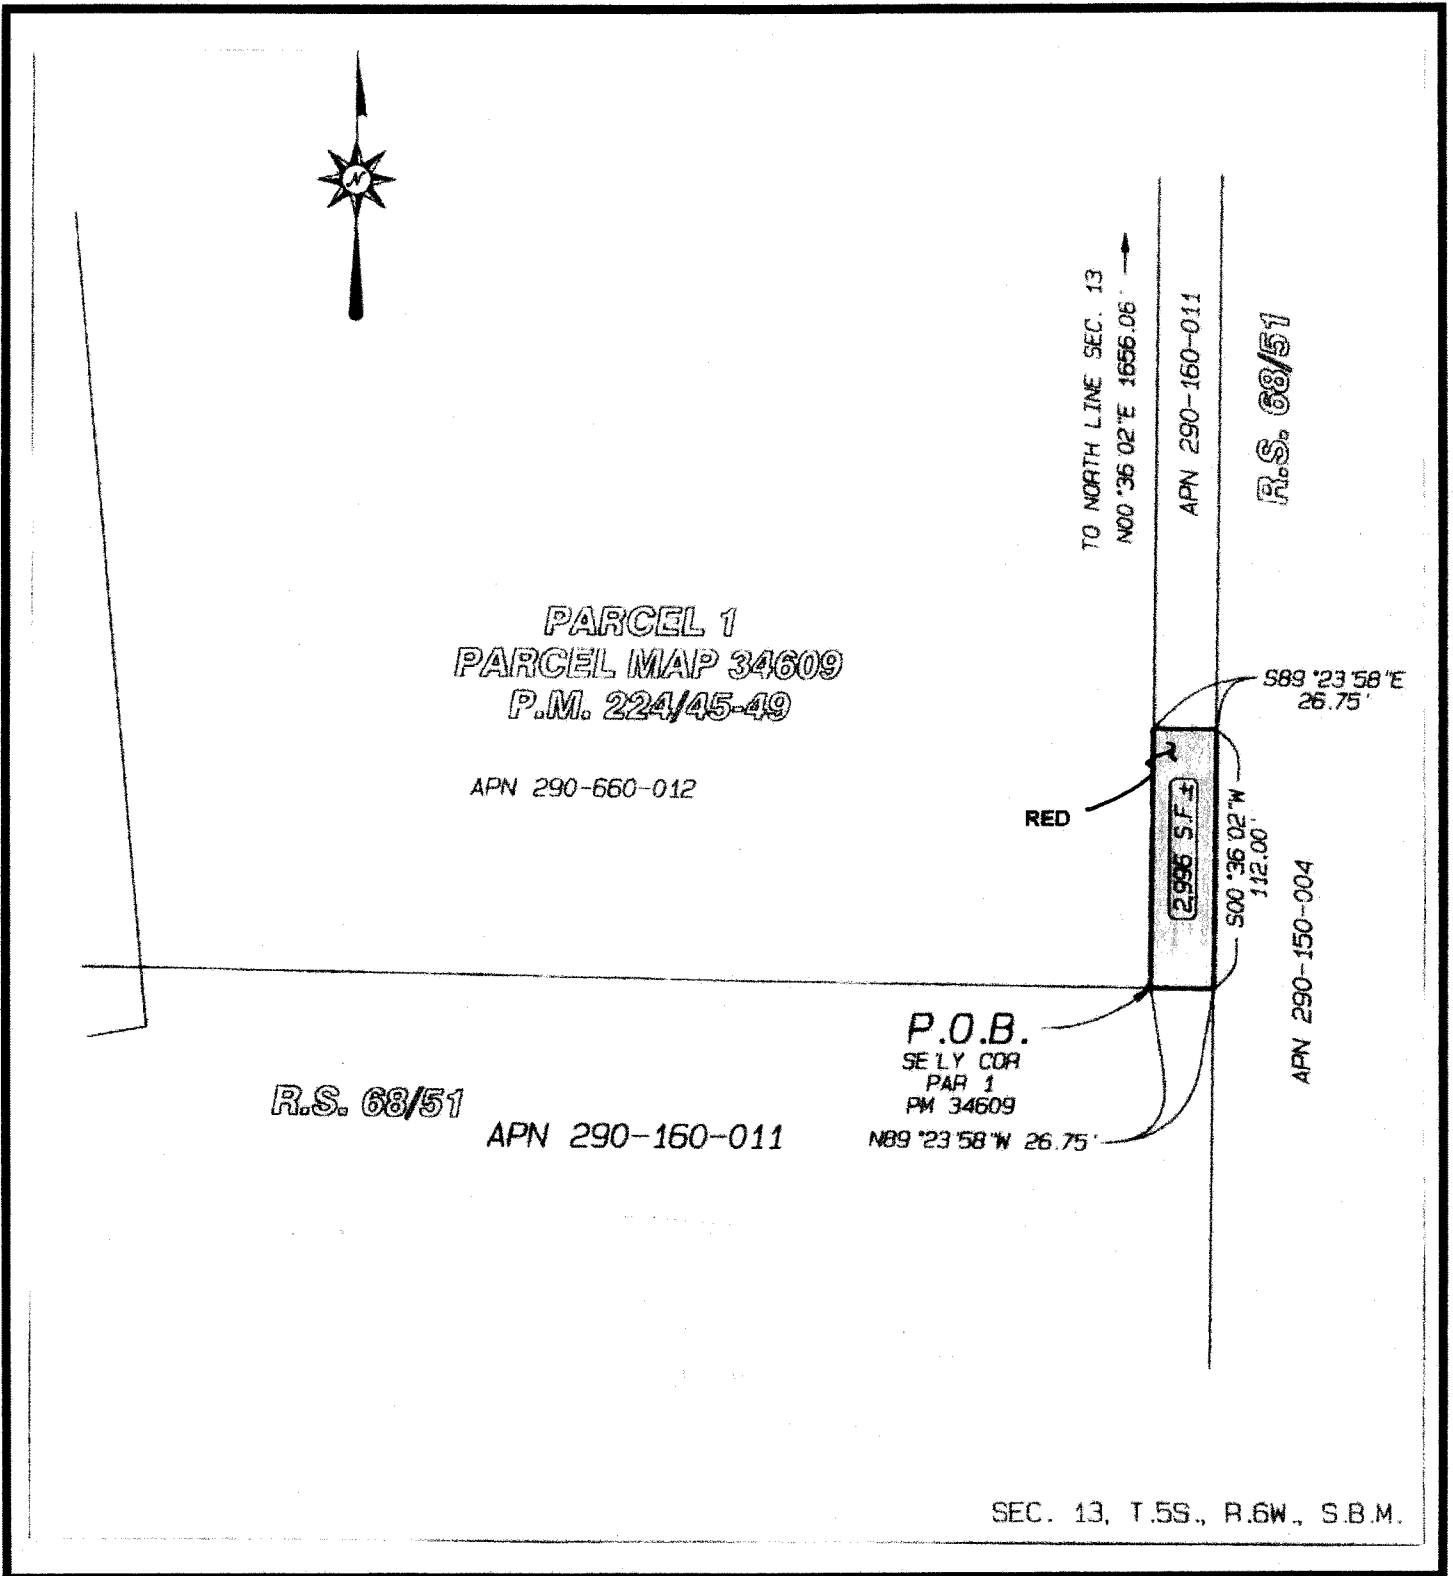 N
TO NORTH LINE SEC. 13
N00°36'02"E 1656.06'
APN 290-160-011
R.S. 68/51
PARCEL 1
PARCEL MAP 34609
P.M. 224/45-49
APN 290-660-012
S89°23'58"E
26.75'
RED
2,996 S.F.±
S00°36'02"W
112.00'
APN 290-150-004
P.O.B.
SE'LY COR
PAR 1
PM 34609
N89°23'58"W 26.75'
R.S. 68/51
APN 290-160-011
SEC. 13, T.5S., R.6W., S.B.M.